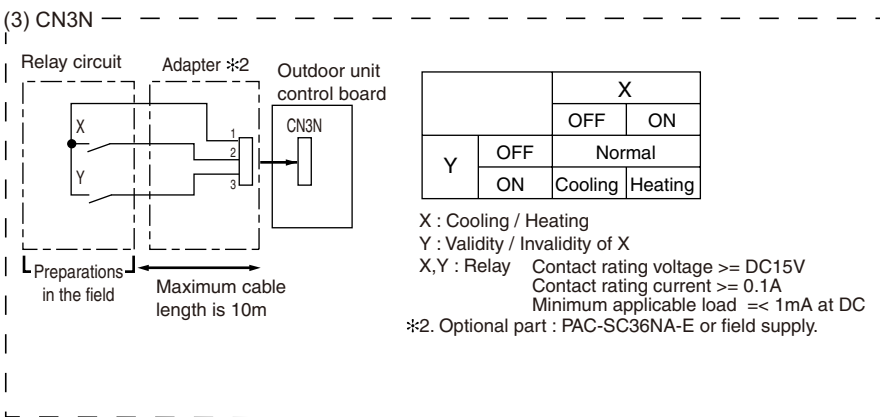 (3) CN3N
Relay circuit
Adapter ✻2
Outdoor unit
control board
X
Y
1
2
3
CN3N
Preparations
in the field
Maximum cable
length is 10m
X
OFF ON
Y OFF Normal
ON Cooling Heating
X : Cooling / Heating
Y : Validity / Invalidity of X
X,Y : Relay Contact rating voltage >= DC15V
Contact rating current >= 0.1A
Minimum applicable load =< 1mA at DC
✻2. Optional part : PAC-SC36NA-E or field supply.